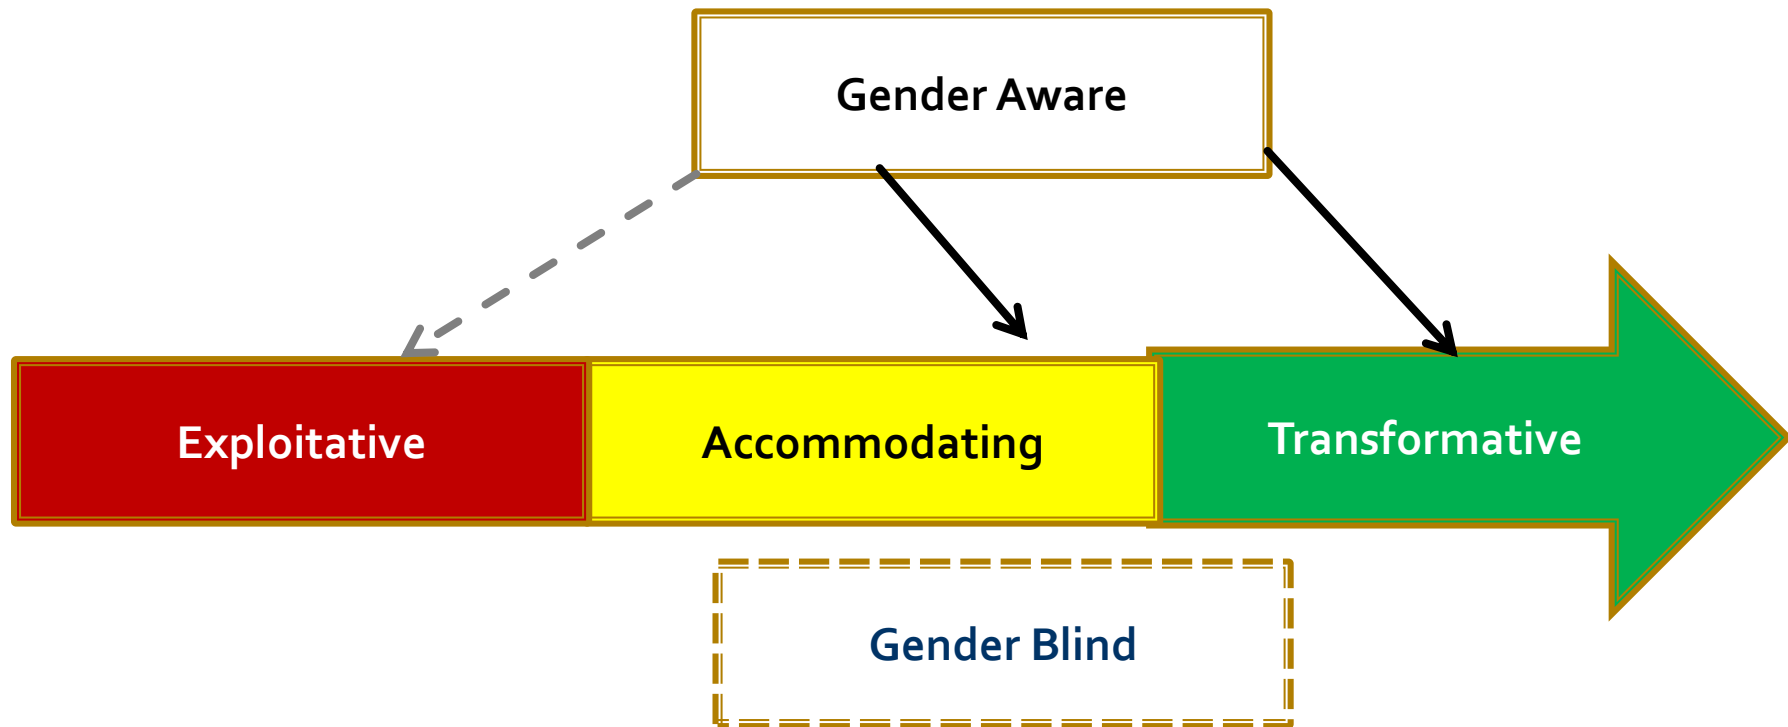 Gender Aware
Exploitative
Accommodating
Transformative
Gender Blind